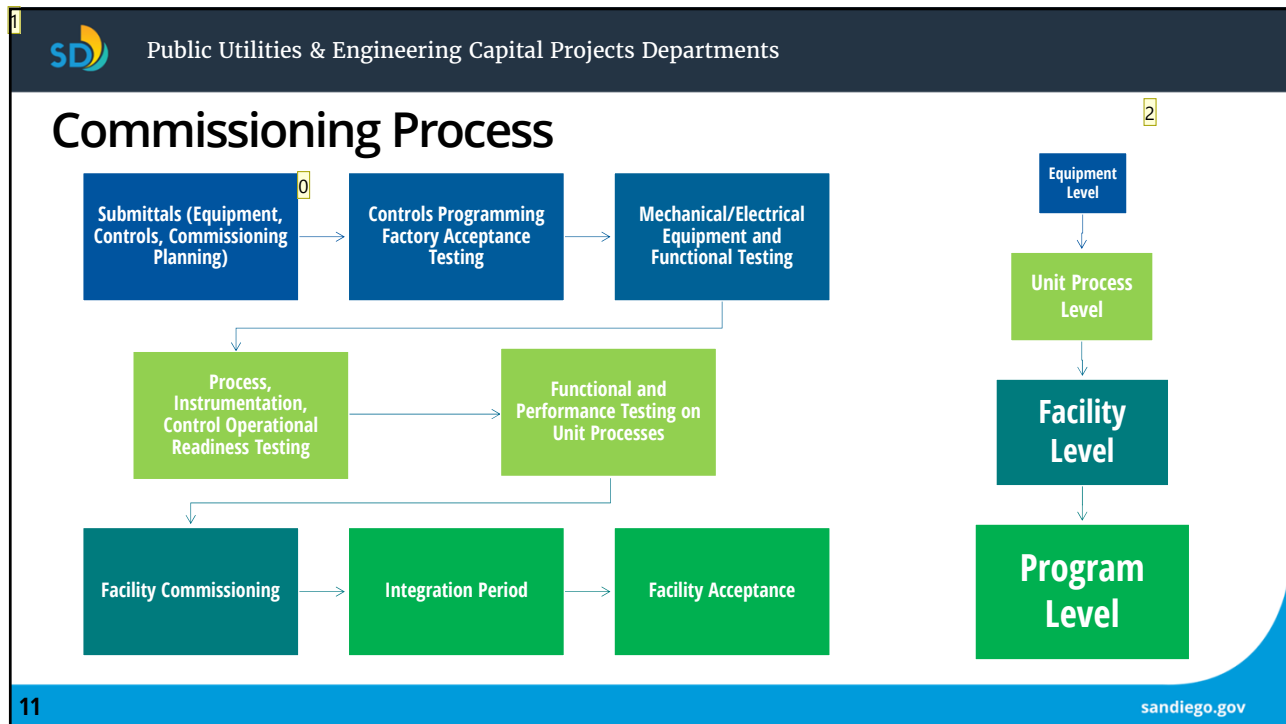 1
SD
Public Utilities & Engineering Capital Projects Departments
Commissioning Process
2
0
Submittals (Equipment,
Controls, Commissioning
Planning)
Controls Programming
Factory Acceptance
Testing
Mechanical/Electrical
Equipment and
Functional Testing
Process,
Instrumentation,
Control Operational
Readiness Testing
Functional and
Performance Testing on
Unit Processes
Facility Commissioning
Integration Period
Facility Acceptance
Equipment
Level
Unit Process
Level
Facility
Level
Program
Level
11
sandiego.gov